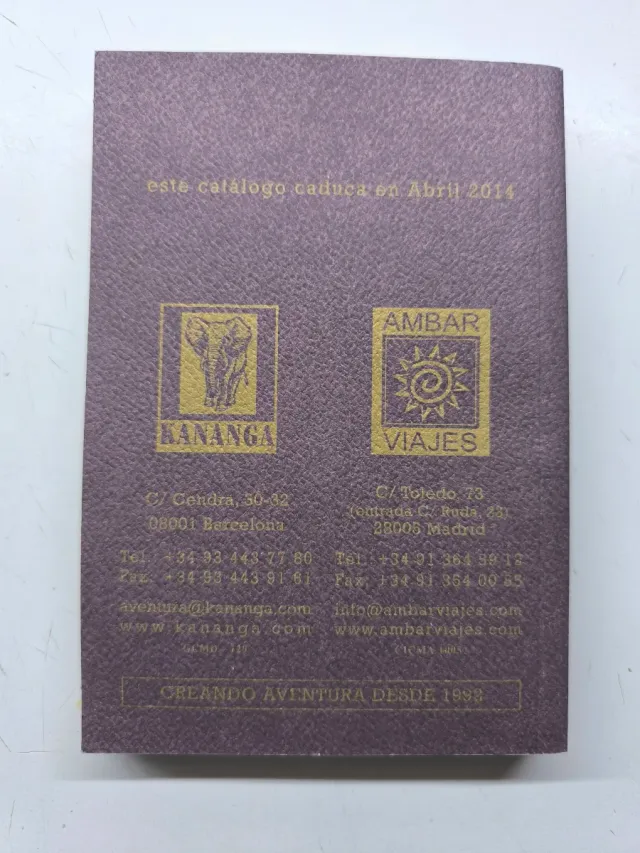 este catálogo caduca en Abril 2014
KANANGA
C/ Cendra, 30-32
08001 Barcelona
Tel. +34 93 443 77 60
Fax. +34 93 443 91 61
aventura@kananga.com
www.kananga.com
AMBAR
VIAJES
C/ Toledo 73
(entrada C/ Ruda, 23)
28005 Madrid
Tel. +34 91 364 59 12
Fax. +34 91 364 00 85
info@ambarviajes.com
www.ambarviajes.com
CREANDO AVENTURA DESDE